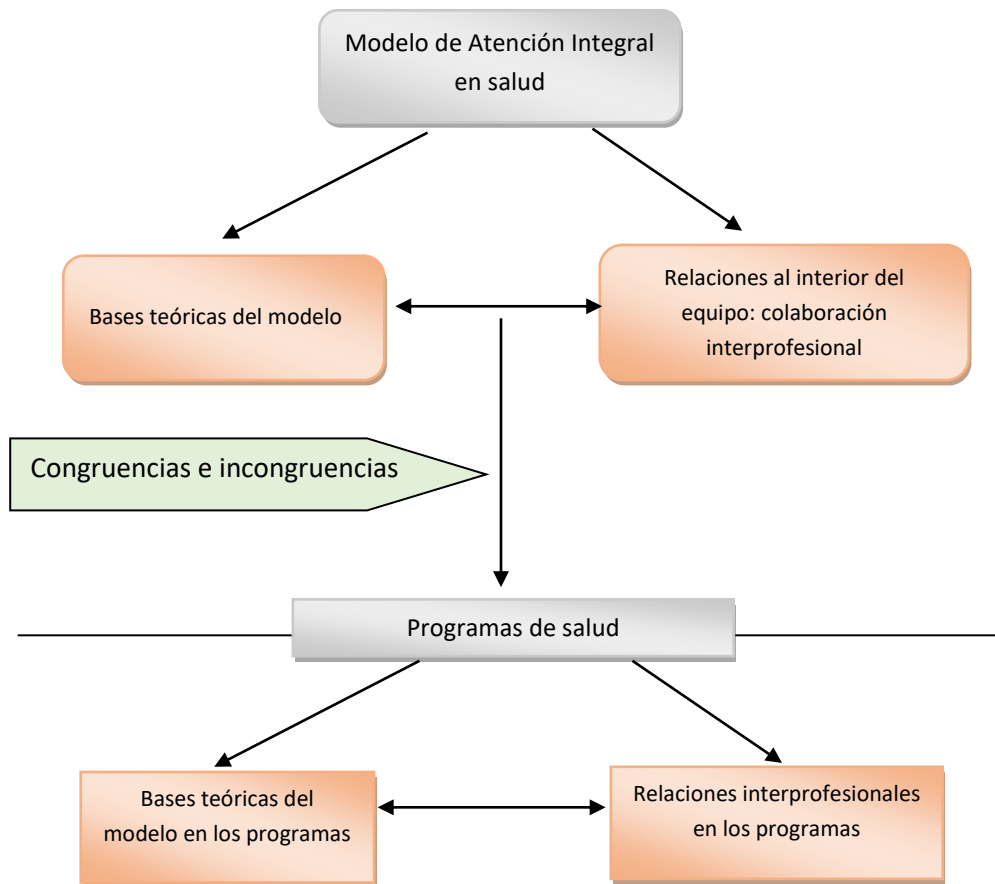 Modelo de Atención Integral
en salud
Bases teóricas del modelo
Relaciones al interior del
equipo: colaboración
interprofesional
Congruencias e incongruencias
Programas de salud
Bases teóricas del
modelo en los programas
Relaciones interprofesionales
en los programas